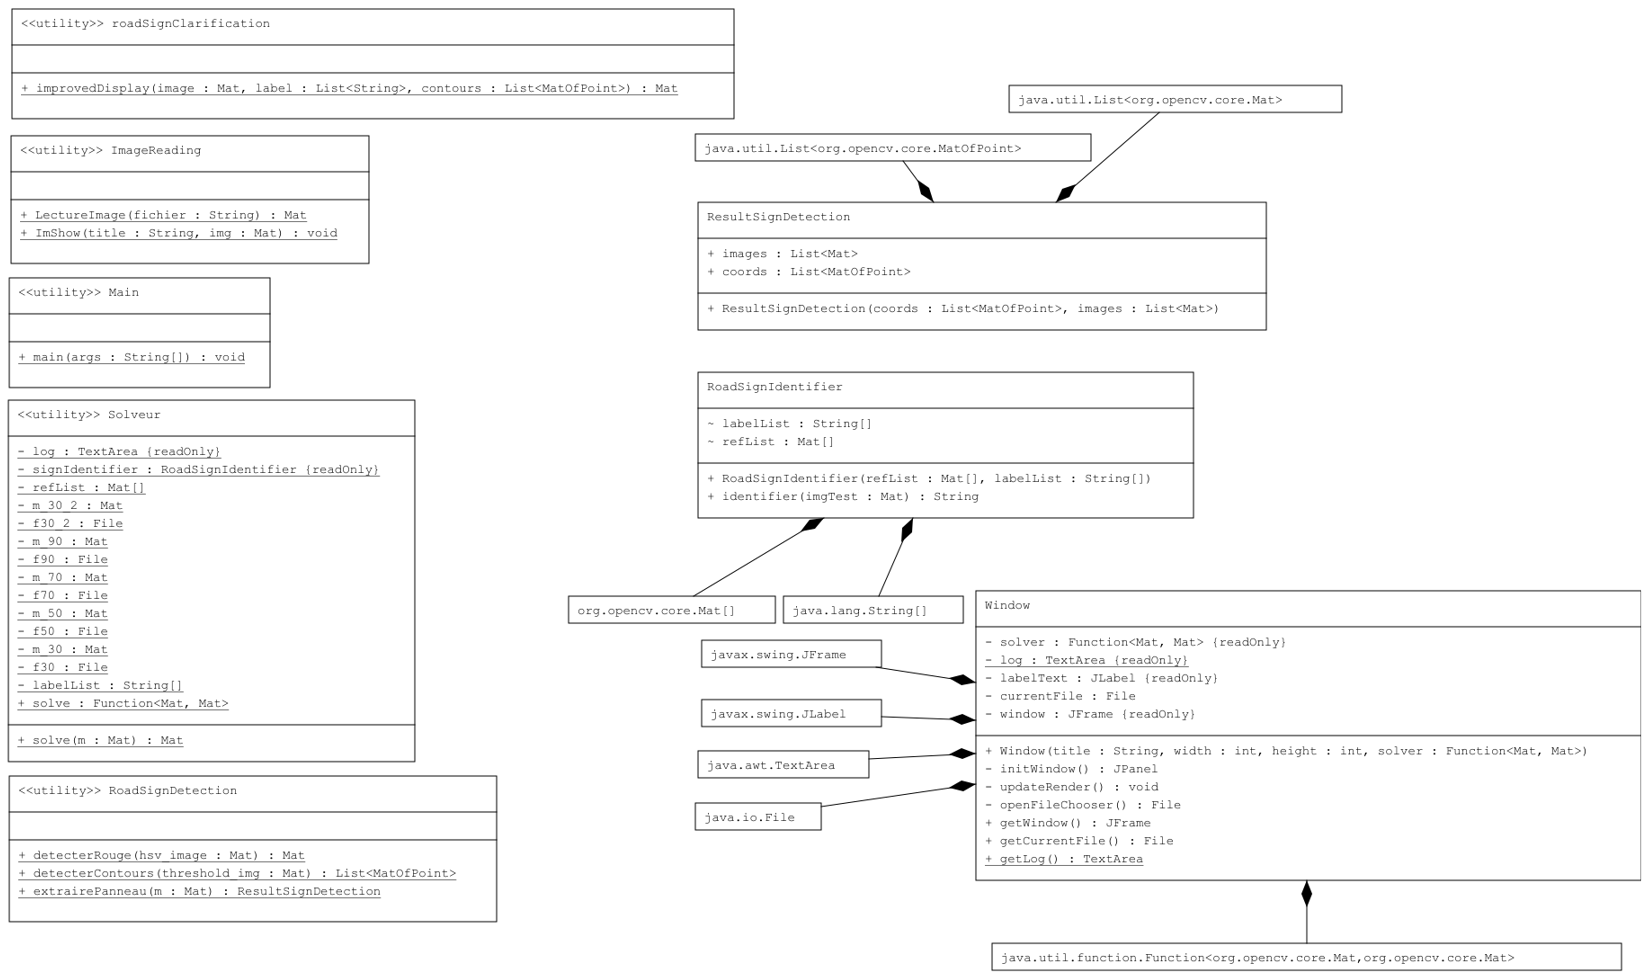 <<utility>> roadSignClarification
+ improvedDisplay(image : Mat, label : List<String>, contours : List<MatOfPoint>) : Mat
<<utility>> ImageReading
+ LectureImage(fichier : String) : Mat
+ ImShow(title : String, img : Mat) : void
<<utility>> Main
+ main(args : String[]) : void
<<utility>> Solveur
- log : TextArea {readOnly}
- signIdentifier : RoadSignIdentifier {readOnly}
- refList : Mat[]
- m_30_2 : Mat
- f30_2 : File
- m_90 : Mat
- f90 : File
- m_70 : Mat
- f70 : File
- m_50 : Mat
- f50 : File
- m_30 : Mat
- f30 : File
- labelList : String[]
+ solve : Function<Mat, Mat>
+ solve(m : Mat) : Mat
<<utility>> RoadSignDetection
+ detecterRouge(hsv_image : Mat) : Mat
+ detecterContours(threshold_img : Mat) : List<MatOfPoint>
+ extrairePanneau(m : Mat) : ResultSignDetection
java.util.List<org.opencv.core.Mat>
java.util.List<org.opencv.core.MatOfPoint>
ResultSignDetection
+ images : List<Mat>
+ coords : List<MatOfPoint>
+ ResultSignDetection(coords : List<MatOfPoint>, images : List<Mat>)
RoadSignIdentifier
~ labelList : String[]
~ refList : Mat[]
+ RoadSignIdentifier(refList : Mat[], labelList : String[])
+ identifier(imgTest : Mat) : String
org.opencv.core.Mat[]
java.lang.String[]
javax.swing.JFrame
javax.swing.JLabel
java.awt.TextArea
java.io.File
Window
- solver : Function<Mat, Mat> {readOnly}
- log : TextArea {readOnly}
- labelText : JLabel {readOnly}
- currentFile : File
- window : JFrame {readOnly}
+ Window(title : String, width : int, height : int, solver : Function<Mat, Mat>)
- initWindow() : JPanel
- updateRender() : void
- openFileChooser() : File
+ getWindow() : JFrame
+ getCurrentFile() : File
+ getLog() : TextArea
java.util.function.Function<org.opencv.core.Mat,org.opencv.core.Mat>